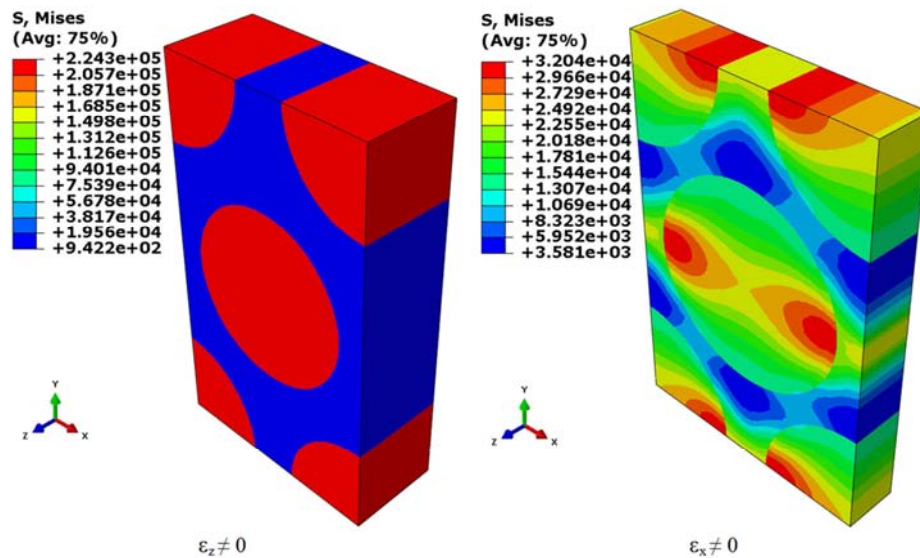 S, Mises
(Avg: 75%)
+2.243e+05
+2.057e+05
+1.871e+05
+1.685e+05
+1.498e+05
+1.312e+05
+1.126e+05
+9.401e+04
+7.539e+04
+5.678e+04
+3.817e+04
+1.956e+04
+9.422e+02
Y
Z
X
εz ≠ 0
S, Mises
(Avg: 75%)
+3.204e+04
+2.966e+04
+2.729e+04
+2.492e+04
+2.255e+04
+2.018e+04
+1.781e+04
+1.544e+04
+1.307e+04
+1.069e+04
+8.323e+03
+5.952e+03
+3.581e+03
Y
Z
X
εx ≠ 0